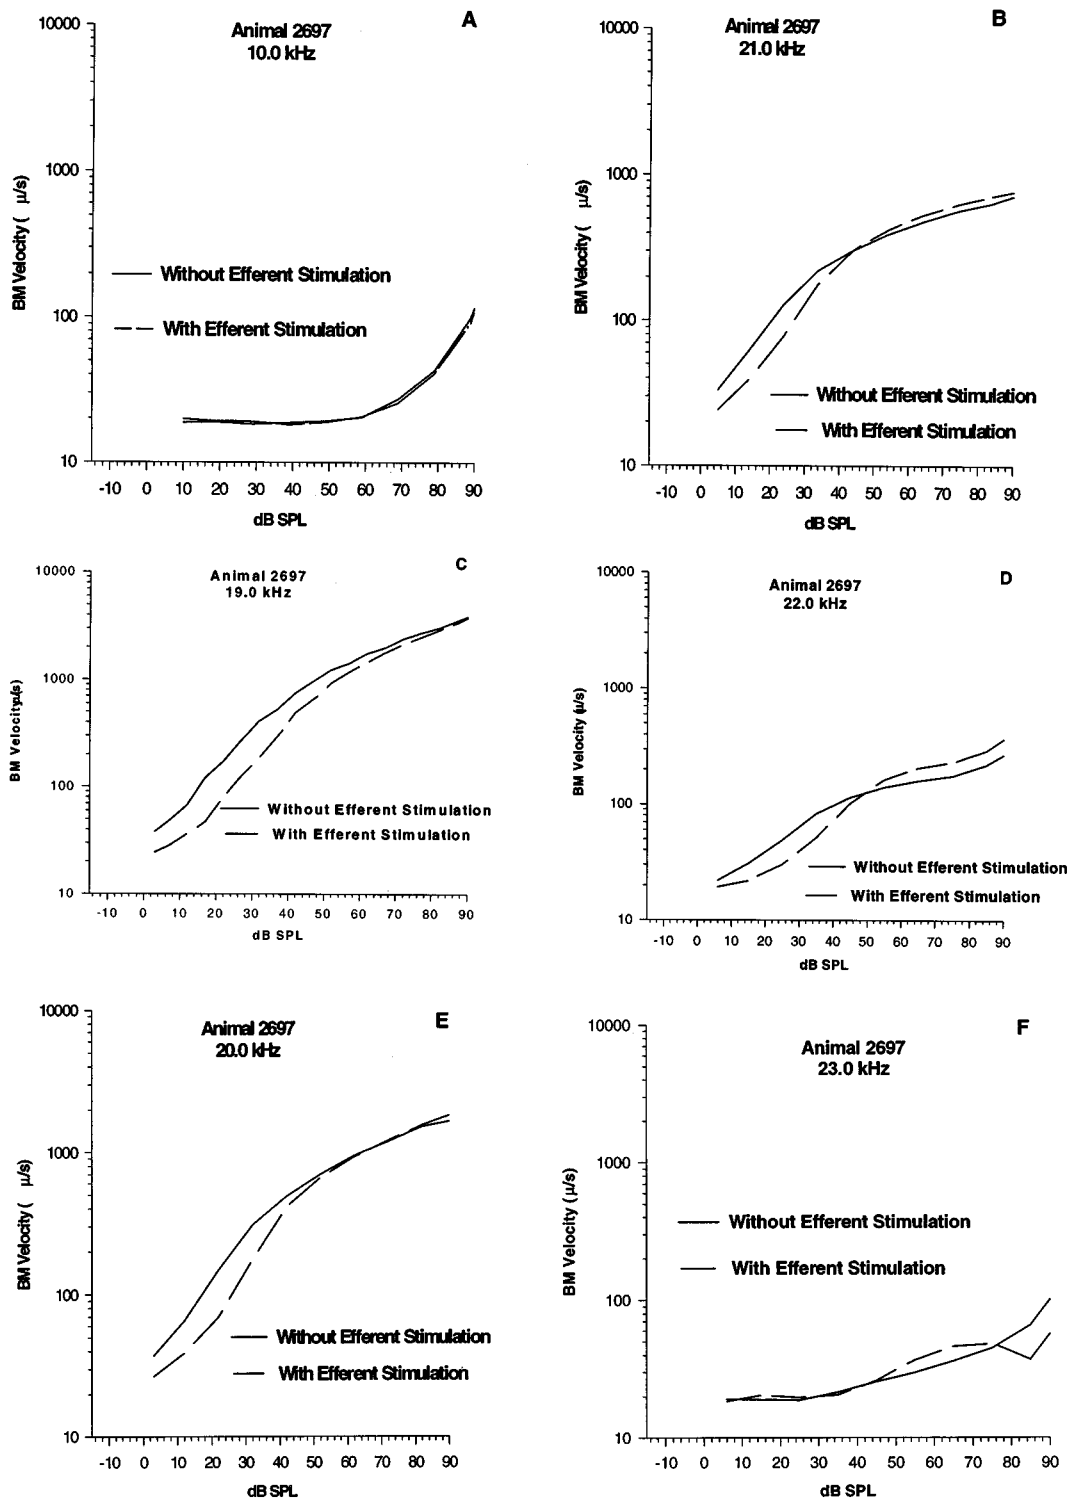 A
Animal 2697
10.0 kHz
10000
1000
100
10
BM Velocity ( μ/s)
Without Efferent Stimulation
With Efferent Stimulation
-10 0 10 20 30 40 50 60 70 80 90
dB SPL
B
Animal 2697
21.0 kHz
10000
1000
100
10
BM Velocity ( μ/s)
Without Efferent Stimulation
With Efferent Stimulation
-10 0 10 20 30 40 50 60 70 80 90
dB SPL
C
Animal 2697
19.0 kHz
10000
1000
100
10
BM Velocity(μ/s)
Without Efferent Stimulation
With Efferent Stimulation
-10 0 10 20 30 40 50 60 70 80 90
dB SPL
D
Animal 2697
22.0 kHz
10000
1000
100
10
BM Velocity (μ/s)
Without Efferent Stimulation
With Efferent Stimulation
-10 0 10 20 30 40 50 60 70 80 90
dB SPL
E
Animal 2697
20.0 kHz
10000
1000
100
10
BM Velocity ( μ/s)
Without Efferent Stimulation
With Efferent Stimulation
-10 0 10 20 30 40 50 60 70 80 90
dB SPL
F
Animal 2697
23.0 kHz
10000
1000
100
10
BM Velocity (μ/s)
Without Efferent Stimulation
With Efferent Stimulation
-10 0 10 20 30 40 50 60 70 80 90
dB SPL